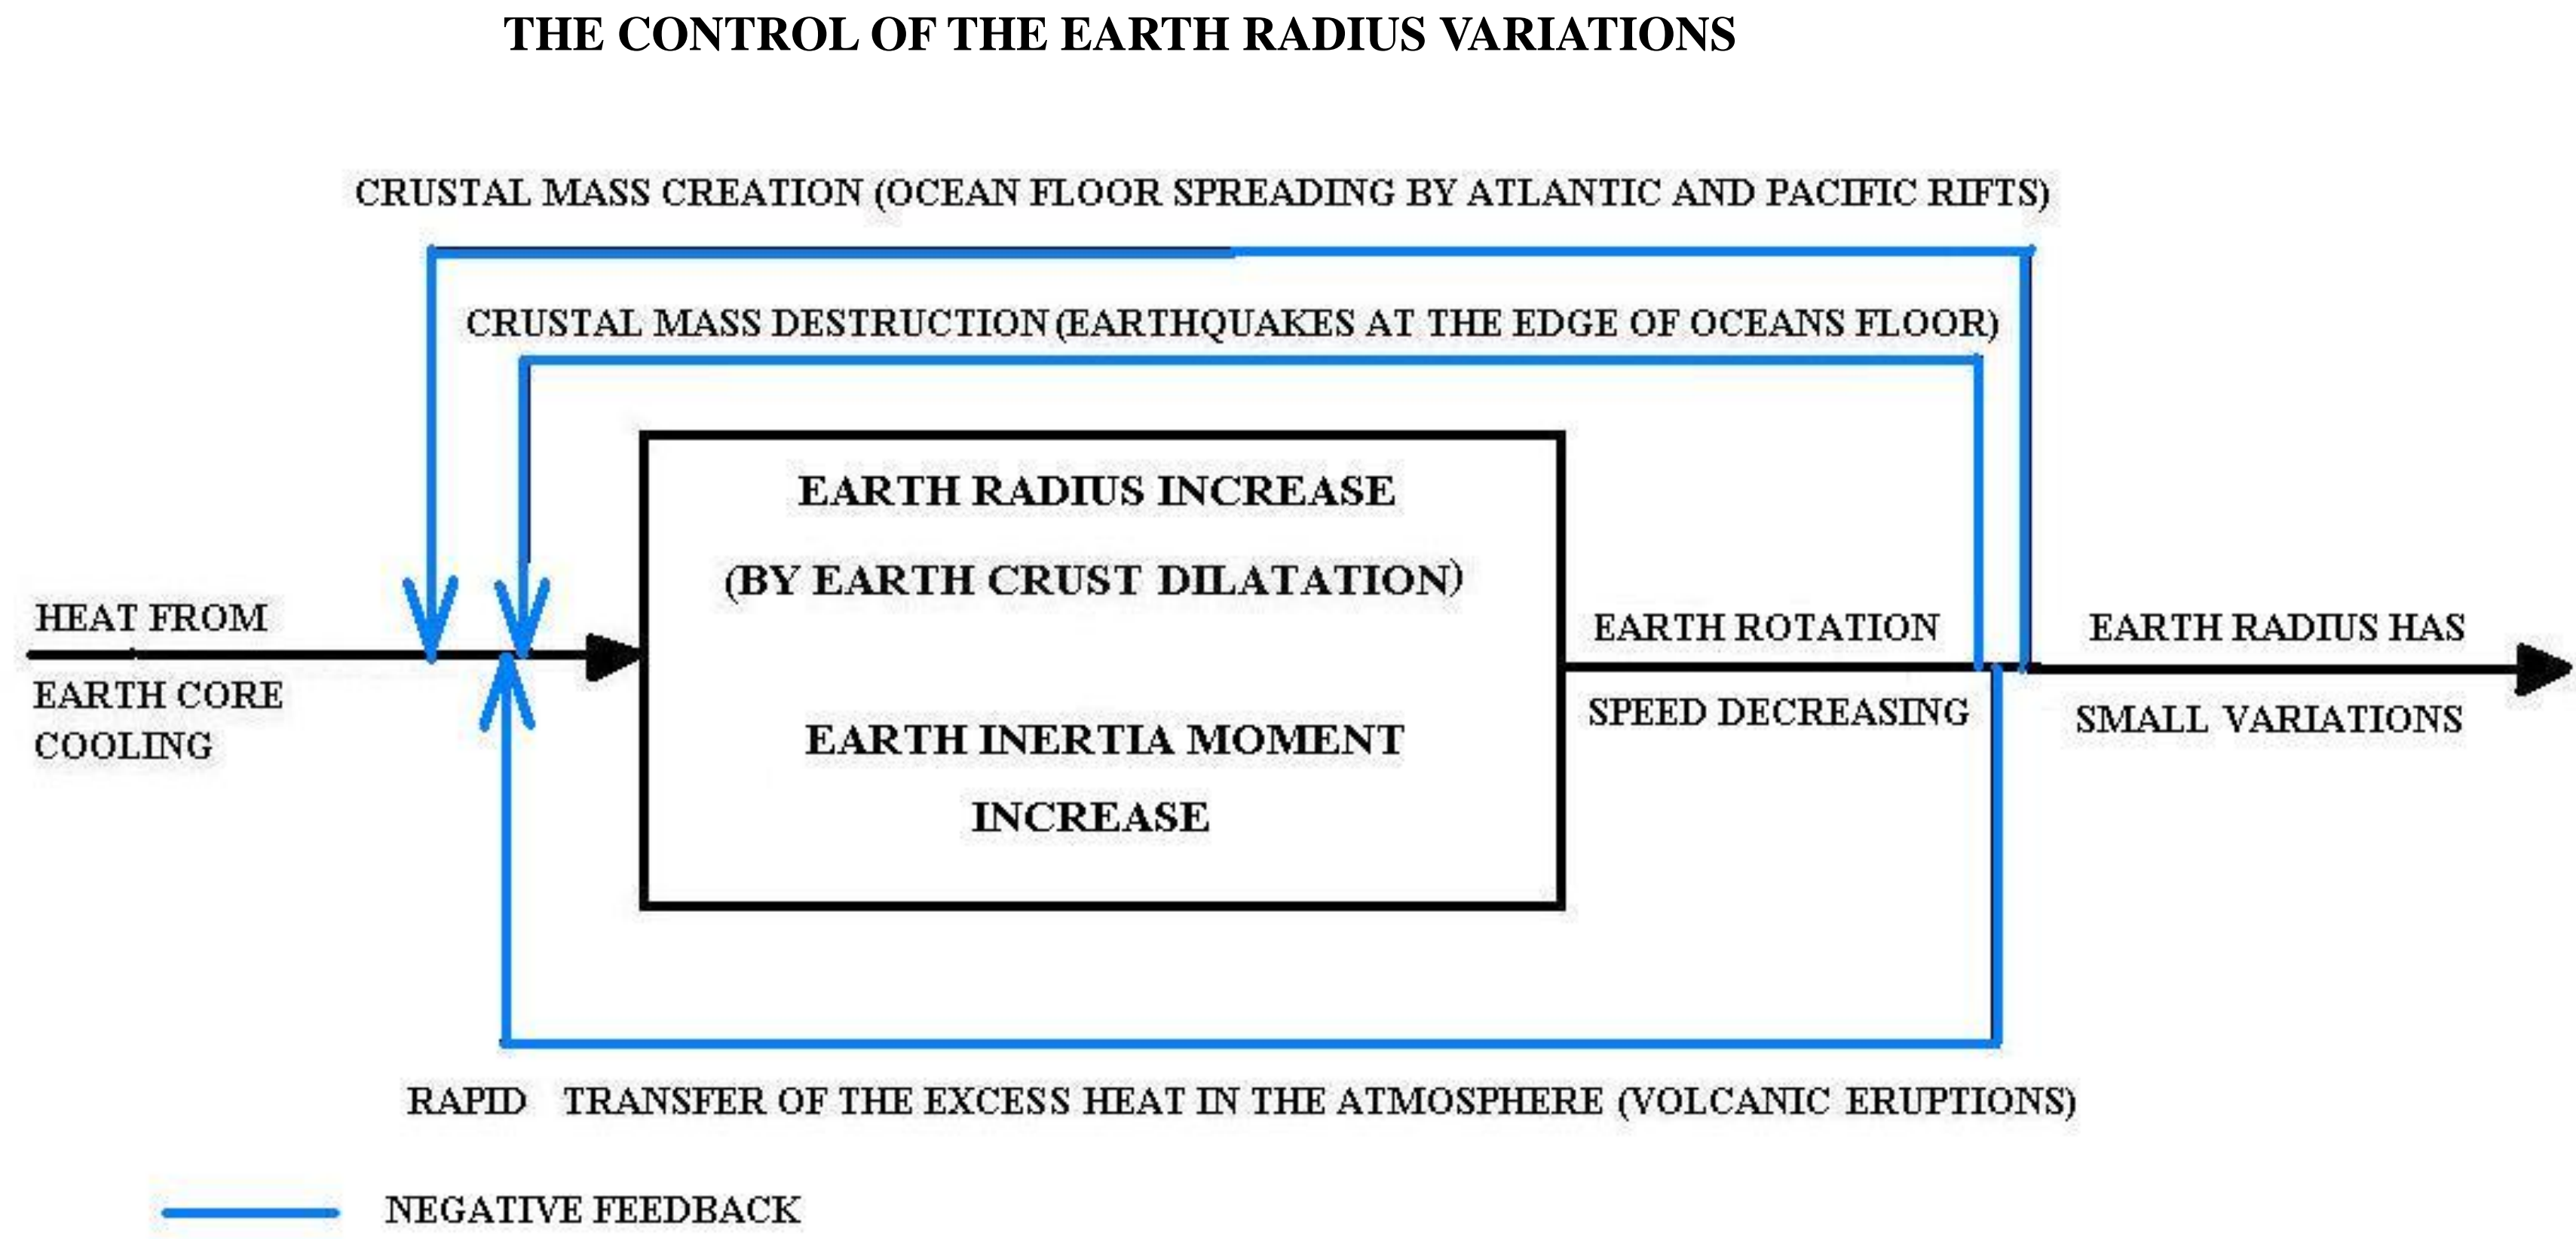 THE CONTROL OF THE EARTH RADIUS VARIATIONS
CRUSTAL MASS CREATION (OCEAN FLOOR SPREADING BY ATLANTIC AND PACIFIC RIFTS)
CRUSTAL MASS DESTRUCTION (EARTHQUAKES AT THE EDGE OF OCEANS FLOOR)
HEAT FROM
EARTH CORE
COOLING
EARTH RADIUS INCREASE
(BY EARTH CRUST DILATATION)
EARTH INERTIA MOMENT
INCREASE
EARTH ROTATION
SPEED DECREASING
EARTH RADIUS HAS
SMALL VARIATIONS
RAPID TRANSFER OF THE EXCESS HEAT IN THE ATMOSPHERE (VOLCANIC ERUPTIONS)
NEGATIVE FEEDBACK